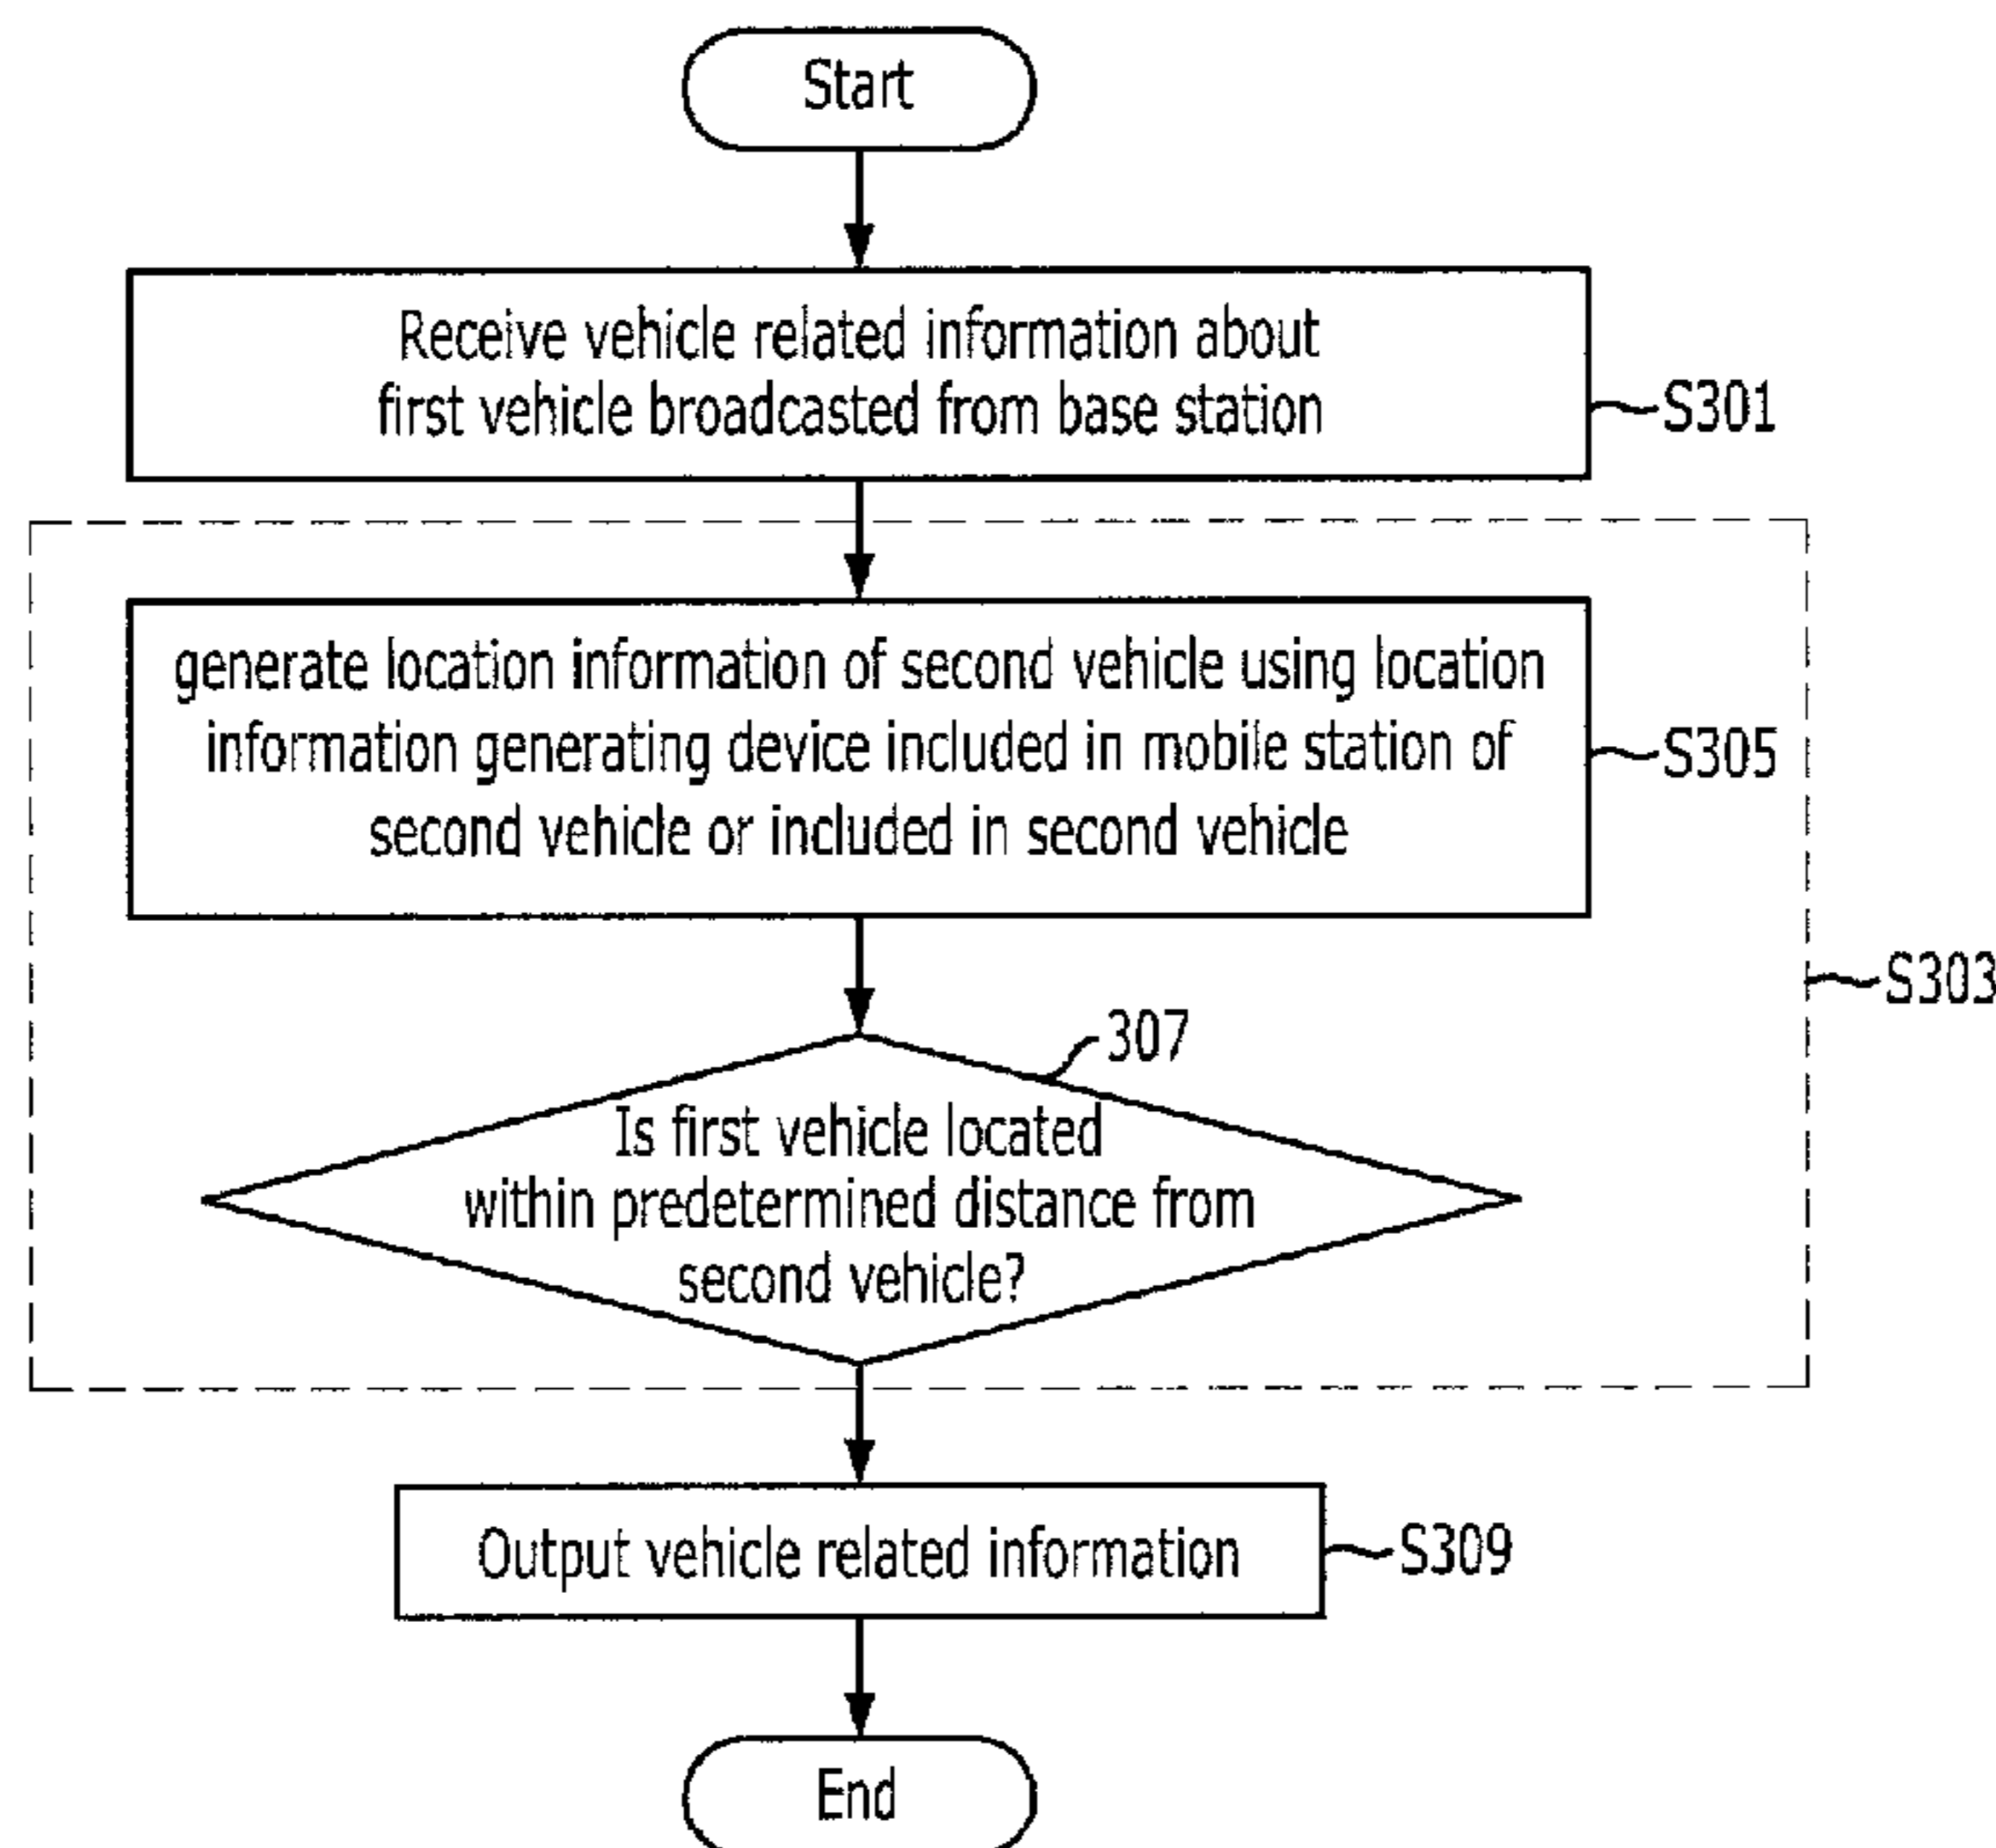 Start
Receive vehicle related information about
first vehicle broadcasted from base station
S301
generate location information of second vehicle using location
information generating device included in mobile station of
second vehicle or included in second vehicle
S305
S303
307
Is first vehicle located
within predetermined distance from
second vehicle?
Output vehicle related information
S309
End